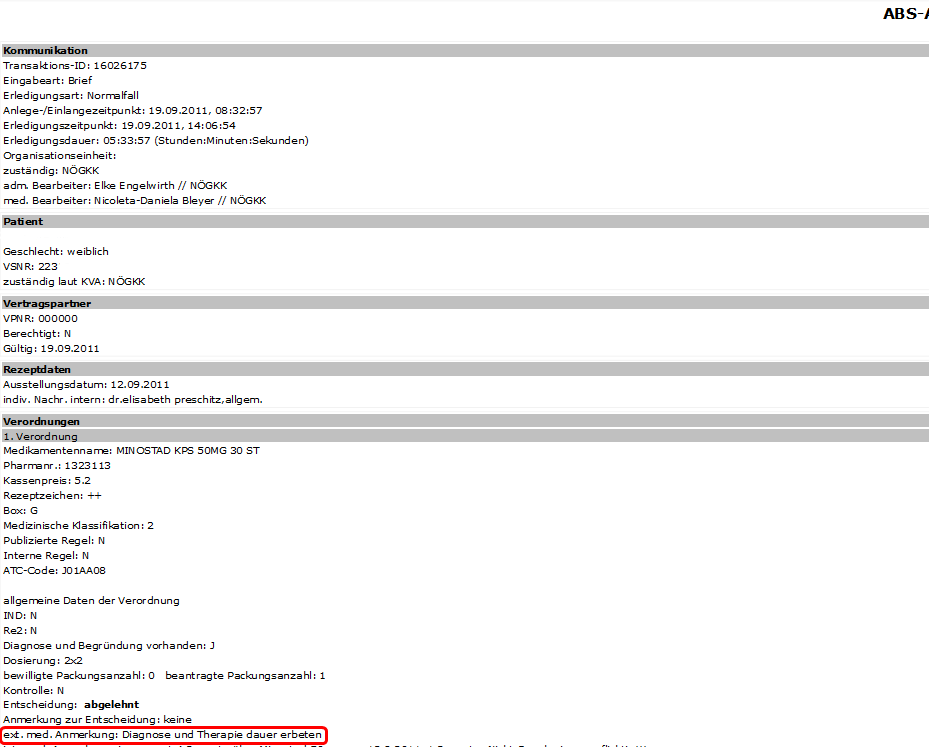 ABS-A
Kommunikation
Transaktions-ID: 16026175
Eingabeart: Brief
Erledigungsart: Normalfall
Anlege-/Einlangezeitpunkt: 19.09.2011, 08:32:57
Erledigungszeitpunkt: 19.09.2011, 14:06:54
Erledigungsdauer: 05:33:57 (Stunden:Minuten:Sekunden)
Organisationseinheit:
zuständig: NÖGKK
adm. Bearbeiter: Elke Engelwirth // NÖGKK
med. Bearbeiter: Nicoleta-Daniela Bleyer // NÖGKK
Patient
Geschlecht: weiblich
VSNR: 223
zuständig laut KVA: NÖGKK
Vertragspartner
VPNR: 000000
Berechtigt: N
Gültig: 19.09.2011
Rezeptdaten
Ausstellungsdatum: 12.09.2011
indiv. Nachr. intern: dr.elisabeth preschitz,allgem.
Verordnungen
1. Verordnung
Medikamentenname: MINOSTAD KPS 50MG 30 ST
Pharmanr.: 1323113
Kassenpreis: 5.2
Rezeptzeichen: ++
Box: G
Medizinische Klassifikation: 2
Publizierte Regel: N
Interne Regel: N
ATC-Code: J01AA08
allgemeine Daten der Verordnung
IND: N
Re2: N
Diagnose und Begründung vorhanden: J
Dosierung: 2x2
bewilligte Packungsanzahl: 0 beantragte Packungsanzahl: 1
Kontrolle: N
Entscheidung: abgelehnt
Anmerkung zur Entscheidung: keine
ext. med. Anmerkung: Diagnose und Therapie dauer erbeten